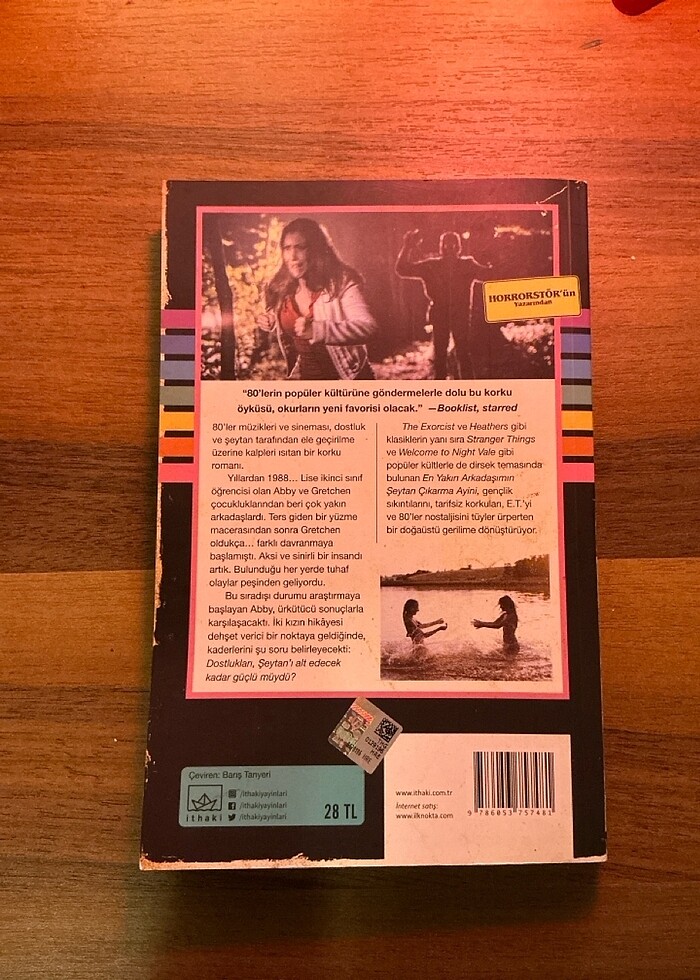 HORRORSTÖR'ün
Yazarından
"80'lerin popüler kültürüne göndermelerle dolu bu korku
öyküsü, okurların yeni favorisi olacak." —Booklist, starred
80'ler müzikleri ve sineması, dostluk
ve şeytan tarafından ele geçirilme
üzerine kalpleri ısıtan bir korku
romanı.
Yıllardan 1988... Lise ikinci sınıf
öğrencisi olan Abby ve Gretchen
çocukluklarından beri çok yakın
arkadaşlardı. Ters giden bir yüzme
macerasından sonra Gretchen
oldukça... farklı davranmaya
başlamıştı. Aksi ve sinirli bir insandı
artık. Bulunduğu her yerde tuhaf
olaylar peşinden geliyordu.
Bu sıradışı durumu araştırmaya
başlayan Abby, ürkütücü sonuçlarla
karşılaşacaktı. İki kızın hikâyesi
dehşet verici bir noktaya geldiğinde,
kaderlerini şu soru belirleyecekti:
Dostlukları, Şeytan'ı alt edecek
kadar güçlü müydü?
The Exorcist ve Heathers gibi
klasiklerin yanı sıra Stranger Things
ve Welcome to Night Vale gibi
popüler kültlerle de dirsek temasında
bulunan En Yakın Arkadaşımın
Şeytan Çıkarma Ayini, gençlik
sıkıntılarını, tarifsiz korkuları, E.T.'yi
ve 80'ler nostaljisini tüyler ürperten
bir doğaüstü gerilime dönüştürüyor.
Çeviren: Barış Tanyeri
ithaki
/ithakiyayinlari
/ithakiyayinlari
/ithakiyayinlari
28 TL
www.ithaki.com.tr
İnternet satış:
www.ilknokta.com
9 786053 757481